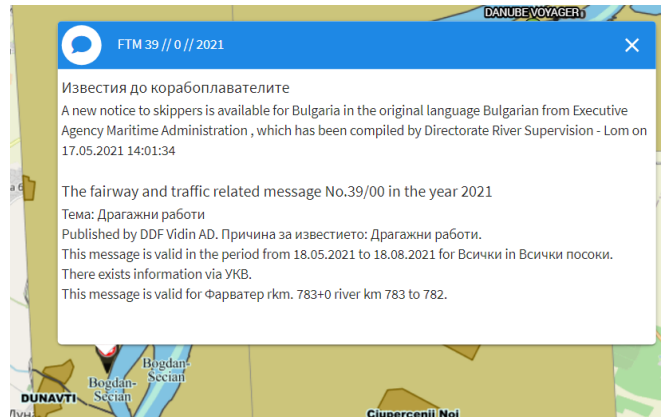 DANUBE VOYAGER
FTM 39 // 0 // 2021
Известия до корабоплавателите
A new notice to skippers is available for Bulgaria in the original language Bulgarian from Executive
Agency Maritime Administration , which has been compiled by Directorate River Supervision - Lom on
17.05.2021 14:01:34
The fairway and traffic related message No.39/00 in the year 2021
Тема: Драгажни работи
Published by DDF Vidin AD. Причина за известието: Драгажни работи.
This message is valid in the period from 18.05.2021 to 18.08.2021 for Всички in Всички посоки.
There exists information via УКВ.
This message is valid for Фарватер rkm. 783+0 river km 783 to 782.
Bogdan-
Secian
Bogdan-
Secian
DUNAVTI
Ciupercenii Noi